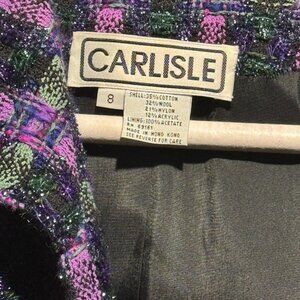 CARLISLE
8
SHELL: 35% COTTON
32% WOOL
21% NYLON
12% ACRYLIC
LINING: 100% ACETATE
MADE IN HONG KONG
SEE REVERSE FOR CARE